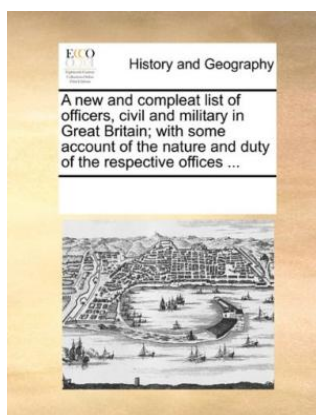 ECCO
History and Geography
A new and compleat list of
officers, civil and military in
Great Britain; with some
account of the nature and duty
of the respective offices ...